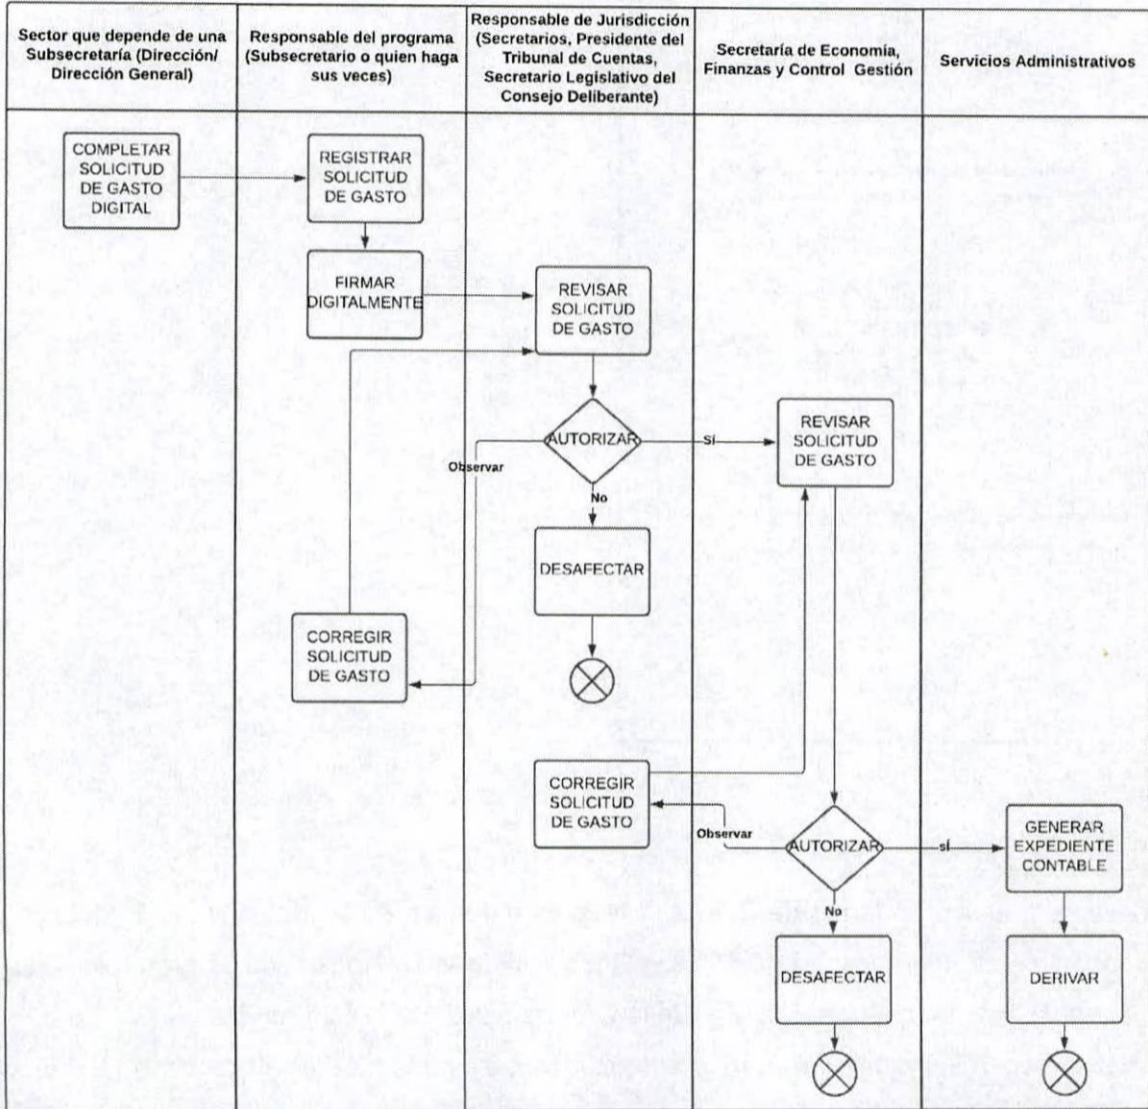 Sector que depende de una
Subsecretaría (Dirección/
Dirección General)
Responsable del programa
(Subsecretario o quien haga
sus veces)
Responsable de Jurisdicción
(Secretarios, Presidente del
Tribunal de Cuentas,
Secretario Legislativo del
Consejo Deliberante)
Secretaría de Economía,
Finanzas y Control Gestión
Servicios Administrativos
COMPLETAR
SOLICITUD
DE GASTO
DIGITAL
REGISTRAR
SOLICITUD
DE GASTO
FIRMAR
DIGITALMENTE
REVISAR
SOLICITUD
DE GASTO
AUTORIZAR
Sí
Observar
No
REVISAR
SOLICITUD
DE GASTO
DESAFECTAR
CORREGIR
SOLICITUD
DE GASTO
CORREGIR
SOLICITUD
DE GASTO
Observar
AUTORIZAR
sí
No
GENERAR
EXPEDIENTE
CONTABLE
DESAFECTAR
DERIVAR